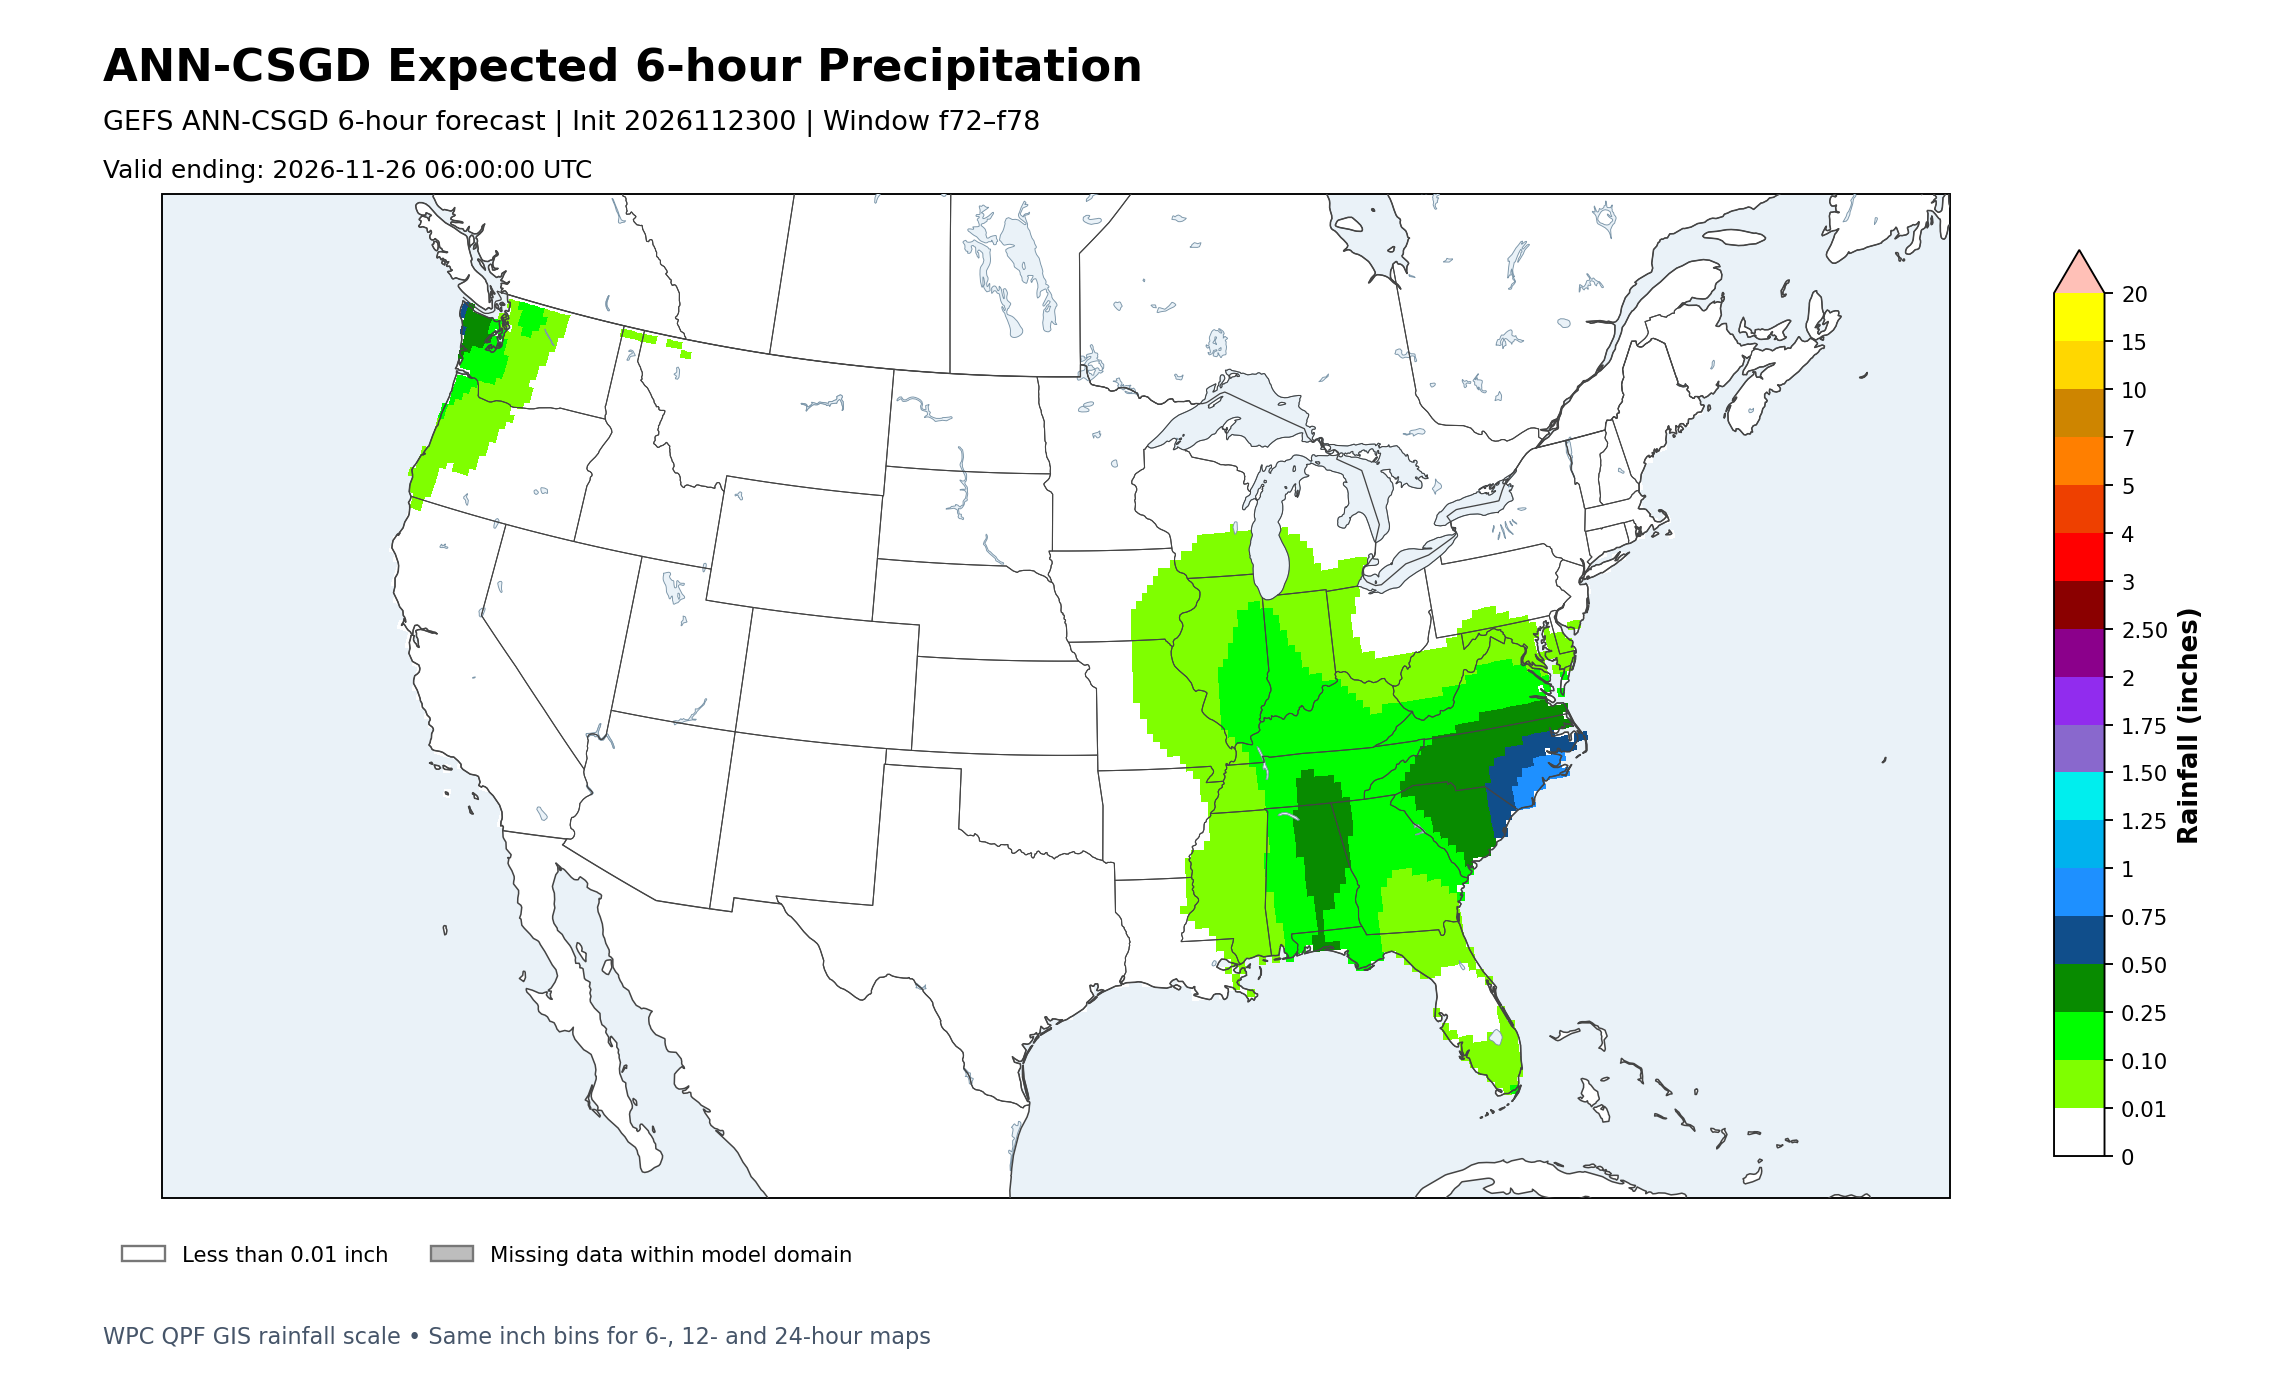 ANN-CSGD Expected 6-hour Precipitation
GEFS ANN-CSGD 6-hour forecast | Init 2026112300 | Window f72–f78
Valid ending: 2026-11-26 06:00:00 UTC
20
15
10
7
5
4
3
2.50
2
1.75
1.50
1.25
1
0.75
0.50
0.25
0.10
0.01
0
Rainfall (inches)
Less than 0.01 inch
Missing data within model domain
WPC QPF GIS rainfall scale • Same inch bins for 6-, 12- and 24-hour maps